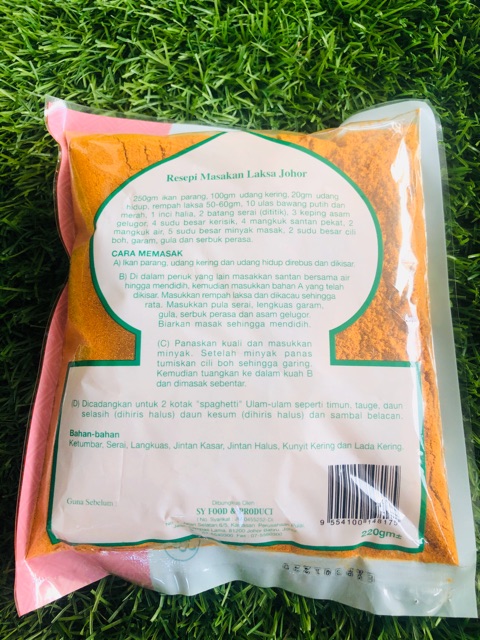 Resepi Masakan Laksa Johor
250gm ikan parang, 100gm udang kering, 20gm udang
hidup, rempah laksa 50-60gm, 10 ulas bawang putih dan
merah, 1 inci halia, 2 batang serai (dititik), 3 keping asam
gelugor, 4 sudu besar kerisik, 4 mangkuk santan pekat, 2
mangkuk air, 5 sudu besar minyak masak, 2 sudu besar cili
boh, garam, gula dan serbuk perasa.
CARA MEMASAK
A) Ikan parang, udang kering dan udang hidup direbus dan dikisar.
B) Di dalam periuk yang lain masakkan santan bersama air
hingga mendidih, kemudian masukkan bahan A yang telah
dikisar. Masukkan rempah laksa dan dikacau sehingga
rata. Masukkan pula serai, lengkuas garam,
gula, serbuk perasa dan asam gelugor.
Biarkan masak sehingga mendidih.
(C) Panaskan kuali dan masukkan
minyak. Setelah minyak panas
tumiskan cili boh sehingga garing.
Kemudian tuangkan ke dalam kuah B
dan dimasak sebentar.
(D) Dicadangkan untuk 2 kotak "spaghetti" Ulam-ulam seperti timun, tauge, daun
selasih (dihiris halus) daun kesum (dihiris halus) dan sambal belacan.
Bahan-bahan
Ketumbar, Serai, Langkuas, Jintan Kasar, Jintan Halus, Kunyit Kering dan Lada Kering.
Guna Sebelum
Dibungkus Oleh
SY FOOD & PRODUCT
220gm±